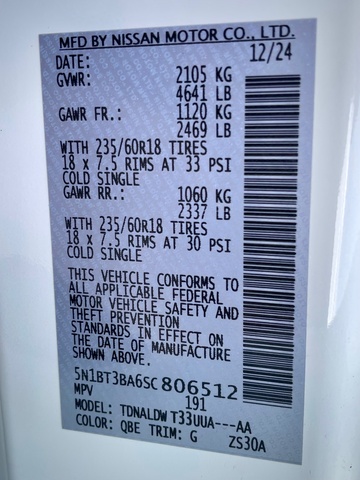 MFD BY NISSAN MOTOR CO., LTD.
DATE: 12/24
GVWR: 2105 KG
4641 LB
GAWR FR.: 1120 KG
2469 LB
WITH 235/60R18 TIRES
18 x 7.5 RIMS AT 33 PSI
COLD SINGLE
GAWR RR.: 1060 KG
2337 LB
WITH 235/60R18 TIRES
18 x 7.5 RIMS AT 30 PSI
COLD SINGLE
THIS VEHICLE CONFORMS TO
ALL APPLICABLE FEDERAL
MOTOR VEHICLE SAFETY AND
THEFT PREVENTION
STANDARDS IN EFFECT ON
THE DATE OF MANUFACTURE
SHOWN ABOVE.
5N1BT3BA6SC806512
MPV 191
MODEL: TDNALDWT33UUA---AA
COLOR: QBE TRIM: G ZS30A